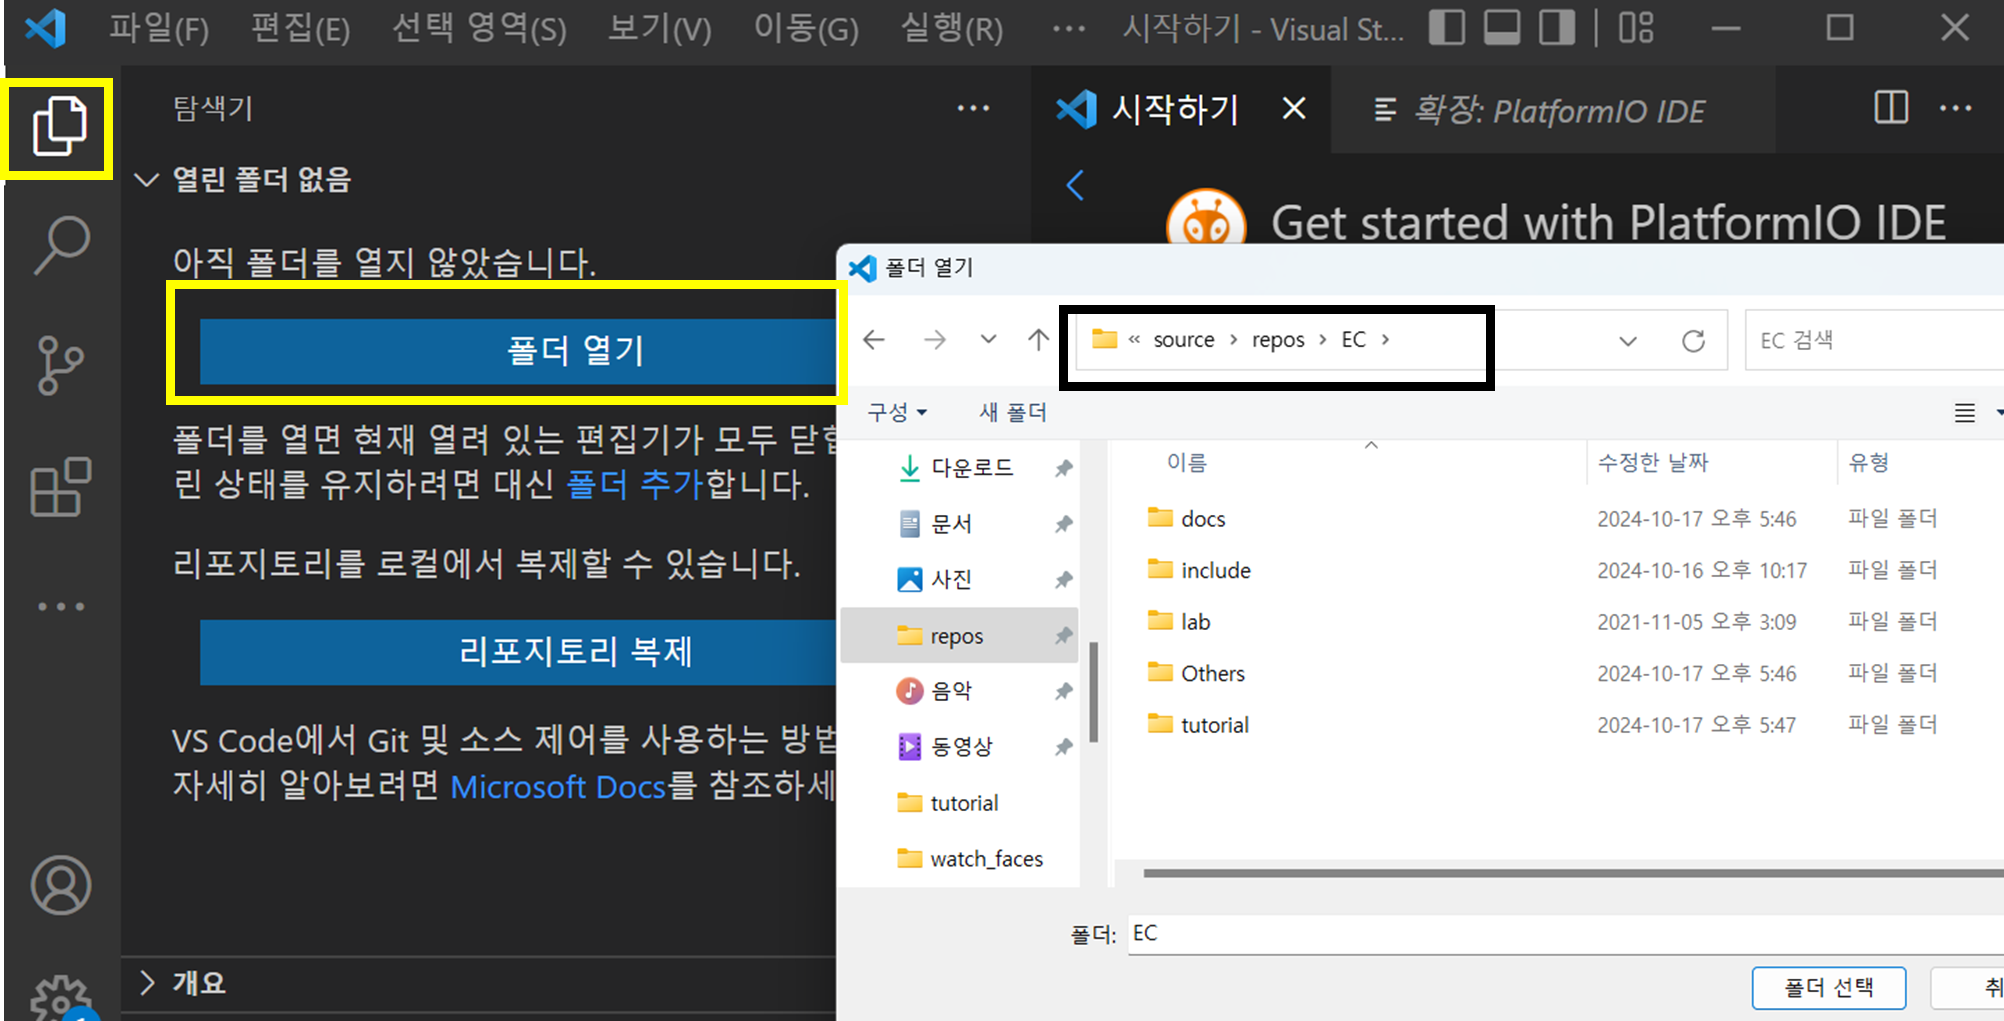 파일(F) 편집(E) 선택 영역(S) 보기(V) 이동(G) 실행(R) ··· 시작하기 - Visual St...
탐색기 ···
시작하기 확장: PlatformIO IDE ···
열린 폴더 없음
Get started with PlatformIO IDE
아직 폴더를 열지 않았습니다.
폴더 열기
폴더를 열면 현재 열려 있는 편집기가 모두 닫
린 상태를 유지하려면 대신 폴더 추가합니다.
리포지토리를 로컬에서 복제할 수 있습니다.
리포지토리 복제
VS Code에서 Git 및 소스 제어를 사용하는 방법
자세히 알아보려면 Microsoft Docs를 참조하세
개요
폴더 열기
« source › repos › EC ›
EC 검색
구성 새 폴더
다운로드
문서
사진
repos
음악
동영상
tutorial
watch_faces
이름 수정한 날짜 유형
docs 2024-10-17 오후 5:46 파일 폴더
include 2024-10-16 오후 10:17 파일 폴더
lab 2021-11-05 오후 3:09 파일 폴더
Others 2024-10-17 오후 5:46 파일 폴더
tutorial 2024-10-17 오후 5:47 파일 폴더
폴더: EC
폴더 선택 취